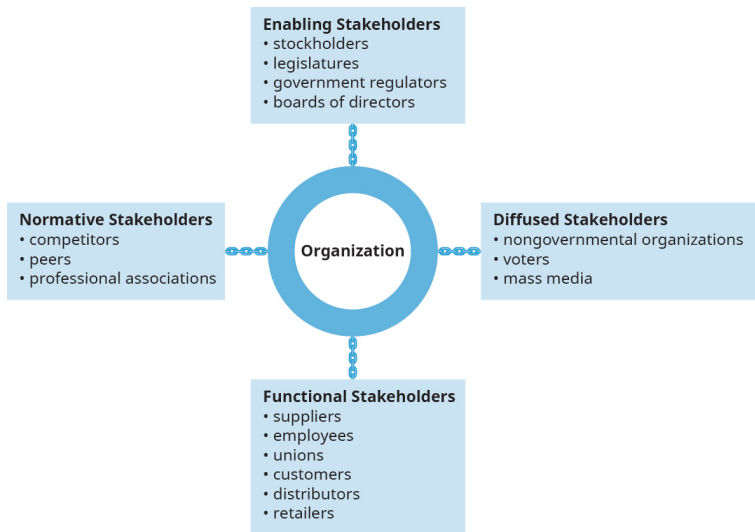 Enabling Stakeholders
• stockholders
• legislatures
• government regulators
• boards of directors
Normative Stakeholders
• competitors
• peers
• professional associations
Organization
Diffused Stakeholders
• nongovernmental organizations
• voters
• mass media
Functional Stakeholders
• suppliers
• employees
• unions
• customers
• distributors
• retailers